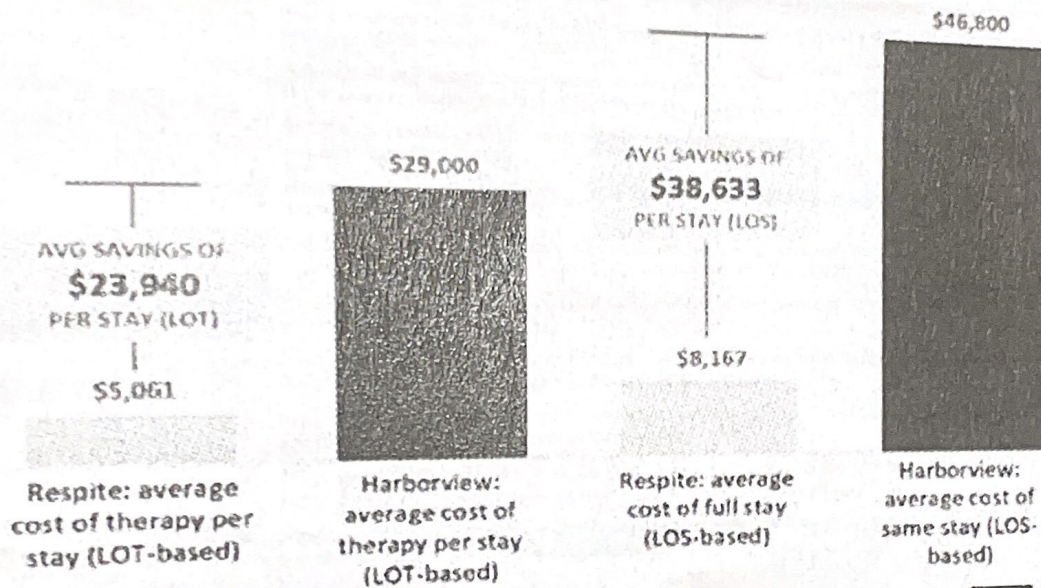 $46,800
AVG SAVINGS OF
$38,633
PER STAY (LOS)
$29,000
AVG SAVINGS OF
$23,940
PER STAY (LOT)
$8,167
$5,061
Respite: average
cost of therapy per
stay (LOT-based)
Harborview:
average cost of
therapy per stay
(LOT-based)
Respite: average
cost of full stay
(LOS-based)
Harborview:
average cost of
same stay (LOS-
based)